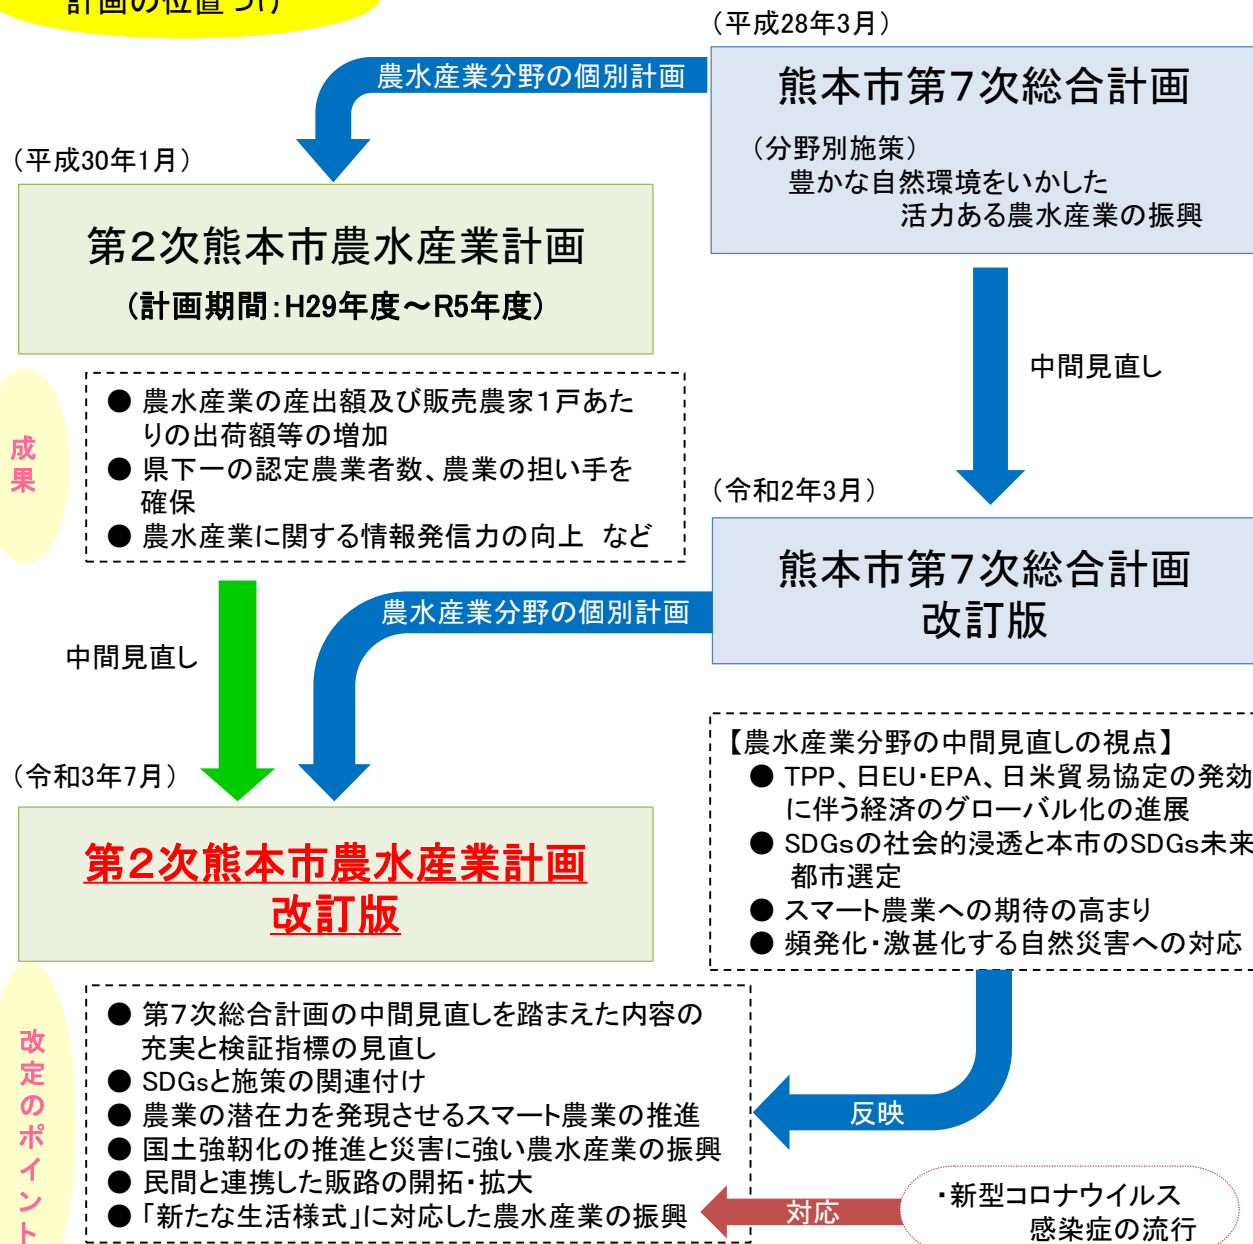 計画の位置づけ
(平成28年3月)
農水産業分野の個別計画
熊本市第7次総合計画
(分野別施策)
豊かな自然環境をいかした
活力ある農水産業の振興
(平成30年1月)
第2次熊本市農水産業計画
(計画期間:H29年度～R5年度)
中間見直し
成果
● 農水産業の産出額及び販売農家1戸あた
りの出荷額等の増加
● 県下一の認定農業者数、農業の担い手を
確保
● 農水産業に関する情報発信力の向上 など
(令和2年3月)
熊本市第7次総合計画
改訂版
農水産業分野の個別計画
中間見直し
(令和3年7月)
第2次熊本市農水産業計画
改訂版
【農水産業分野の中間見直しの視点】
● TPP、日EU・EPA、日米貿易協定の発効
に伴う経済のグローバル化の進展
● SDGsの社会的浸透と本市のSDGs未来
都市選定
● スマート農業への期待の高まり
● 頻発化・激甚化する自然災害への対応
改定のポイント
● 第7次総合計画の中間見直しを踏まえた内容の
充実と検証指標の見直し
● SDGsと施策の関連付け
● 農業の潜在力を発現させるスマート農業の推進
● 国土強靭化の推進と災害に強い農水産業の振興
● 民間と連携した販路の開拓・拡大
● 「新たな生活様式」に対応した農水産業の振興
反映
対応
・新型コロナウイルス
感染症の流行